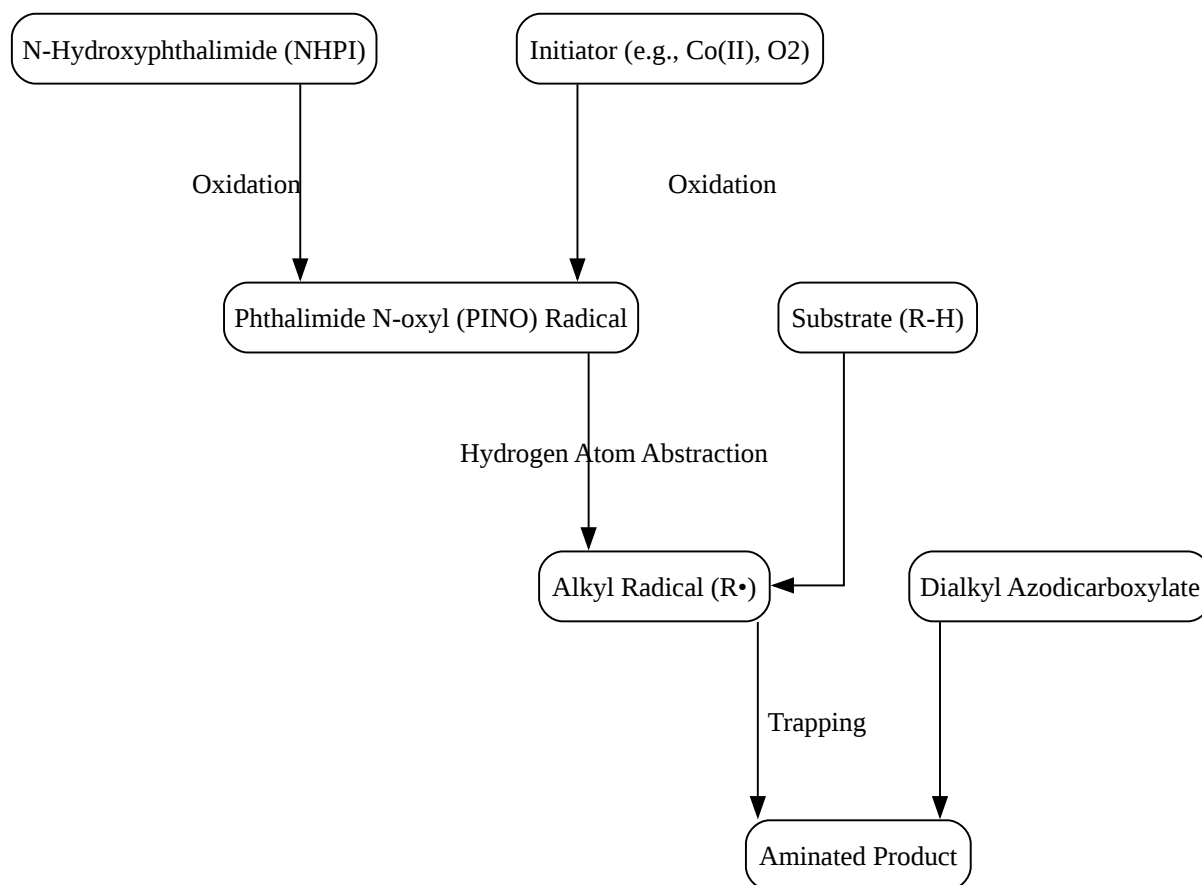 N-Hydroxyphthalimide (NHPI)
Initiator (e.g., Co(II), O2)
Oxidation
Oxidation
Phthalimide N-oxyl (PINO) Radical
Substrate (R-H)
Hydrogen Atom Abstraction
Alkyl Radical (R•)
Dialkyl Azodicarboxylate
Trapping
Aminated Product